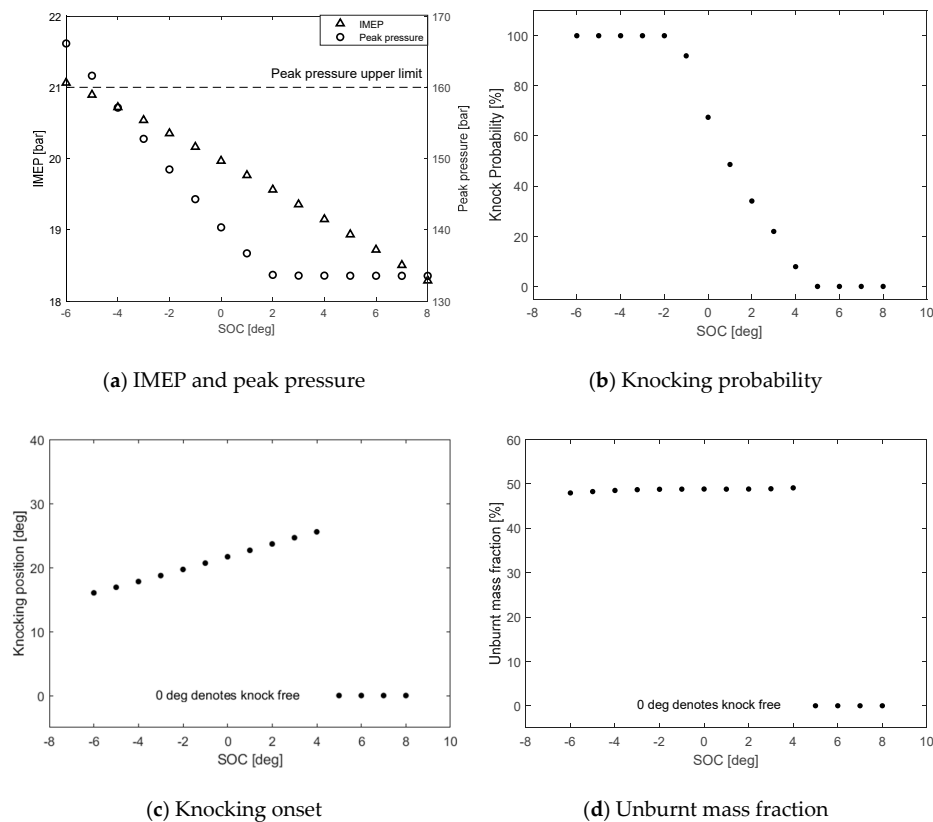 22
170
IMEP
Peak pressure
160
Peak pressure upper limit
21
IMEP [bar]
20
150
Peak pressure [bar]
19
140
18
130
-6 -4 -2 0 2 4 6 8
SOC [deg]
(a) IMEP and peak pressure
100
80
60
40
20
0
Knock Probability [%]
-8 -6 -4 -2 0 2 4 6 8 10
SOC [deg]
(b) Knocking probability
40
30
20
10
0
Knocking position [deg]
0 deg denotes knock free
-8 -6 -4 -2 0 2 4 6 8 10
SOC [deg]
(c) Knocking onset
60
50
40
30
20
10
0
Unburnt mass fraction [%]
0 deg denotes knock free
-8 -6 -4 -2 0 2 4 6 8 10
SOC [deg]
(d) Unburnt mass fraction